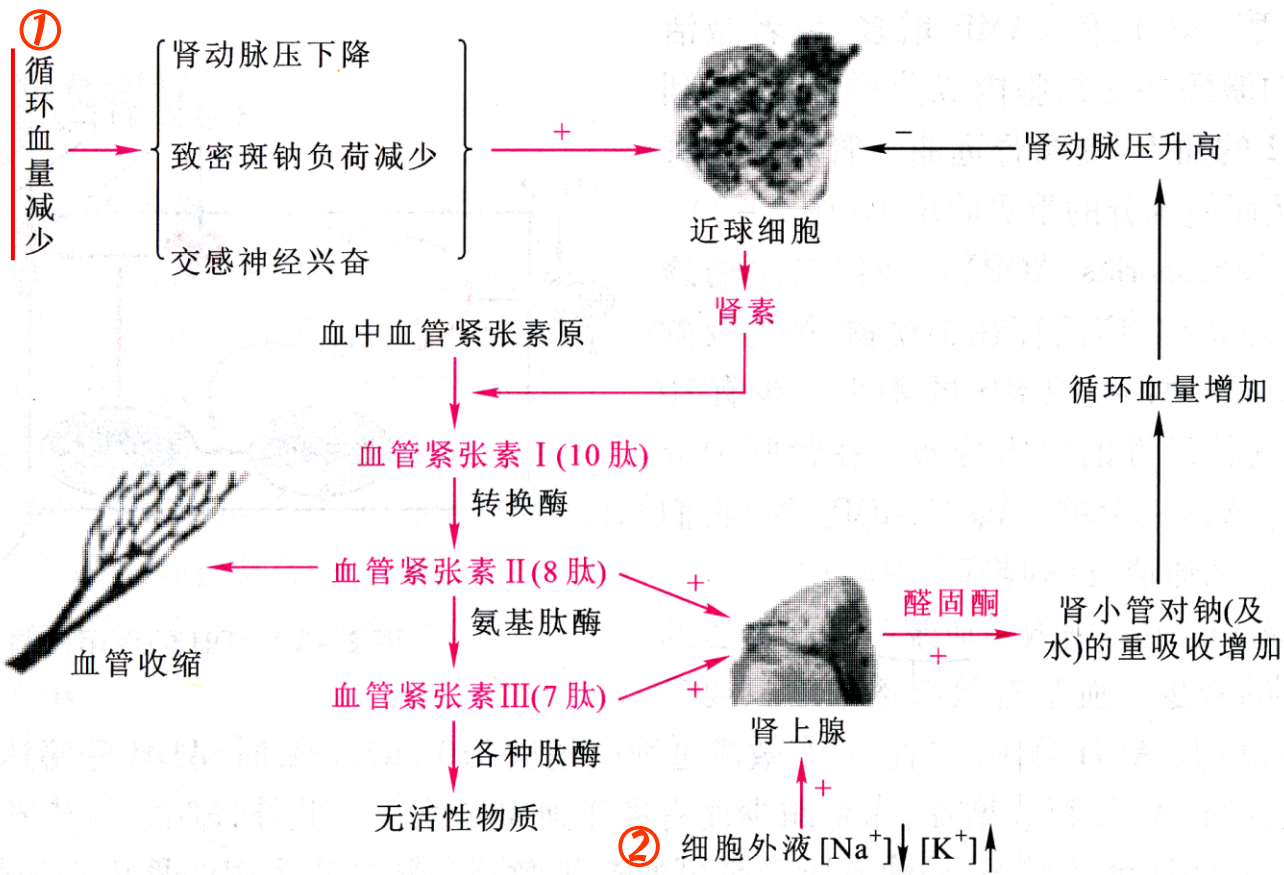 ①
循环血量减少
肾动脉压下降
致密斑钠负荷减少
交感神经兴奋
+
近球细胞
−
肾动脉压升高
肾素
血中血管紧张素原
循环血量增加
血管紧张素Ⅰ(10肽)
转换酶
血管紧张素Ⅱ(8肽)
+
血管收缩
氨基肽酶
醛固酮
+
肾小管对钠(及
水)的重吸收增加
血管紧张素Ⅲ(7肽)
+
肾上腺
各种肽酶
+
无活性物质
② 细胞外液[Na⁺]↓[K⁺]↑